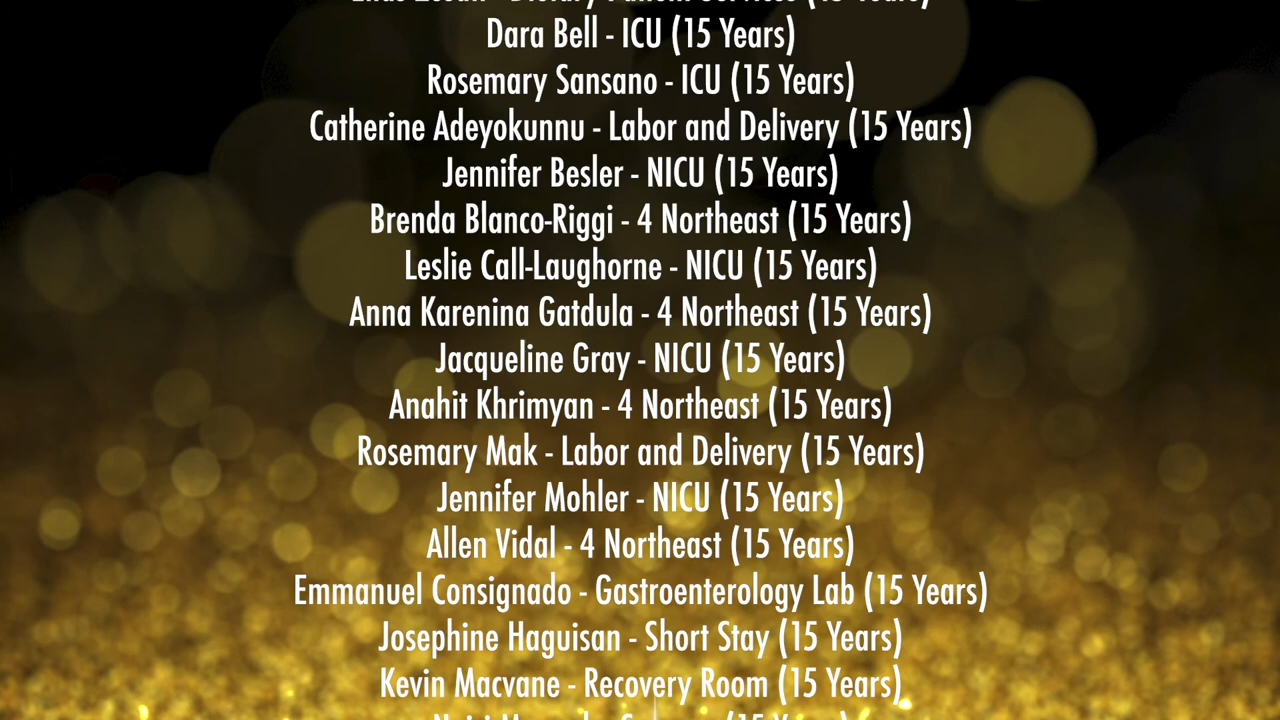 Dara Bell - ICU (15 Years)
Rosemary Sansano - ICU (15 Years)
Catherine Adeyokunnu - Labor and Delivery (15 Years)
Jennifer Besler - NICU (15 Years)
Brenda Blanco-Riggi - 4 Northeast (15 Years)
Leslie Call-Laughorne - NICU (15 Years)
Anna Karenina Gatdula - 4 Northeast (15 Years)
Jacqueline Gray - NICU (15 Years)
Anahit Khrimyan - 4 Northeast (15 Years)
Rosemary Mak - Labor and Delivery (15 Years)
Jennifer Mohler - NICU (15 Years)
Allen Vidal - 4 Northeast (15 Years)
Emmanuel Consignado - Gastroenterology Lab (15 Years)
Josephine Haguisan - Short Stay (15 Years)
Kevin Macvane - Recovery Room (15 Years)